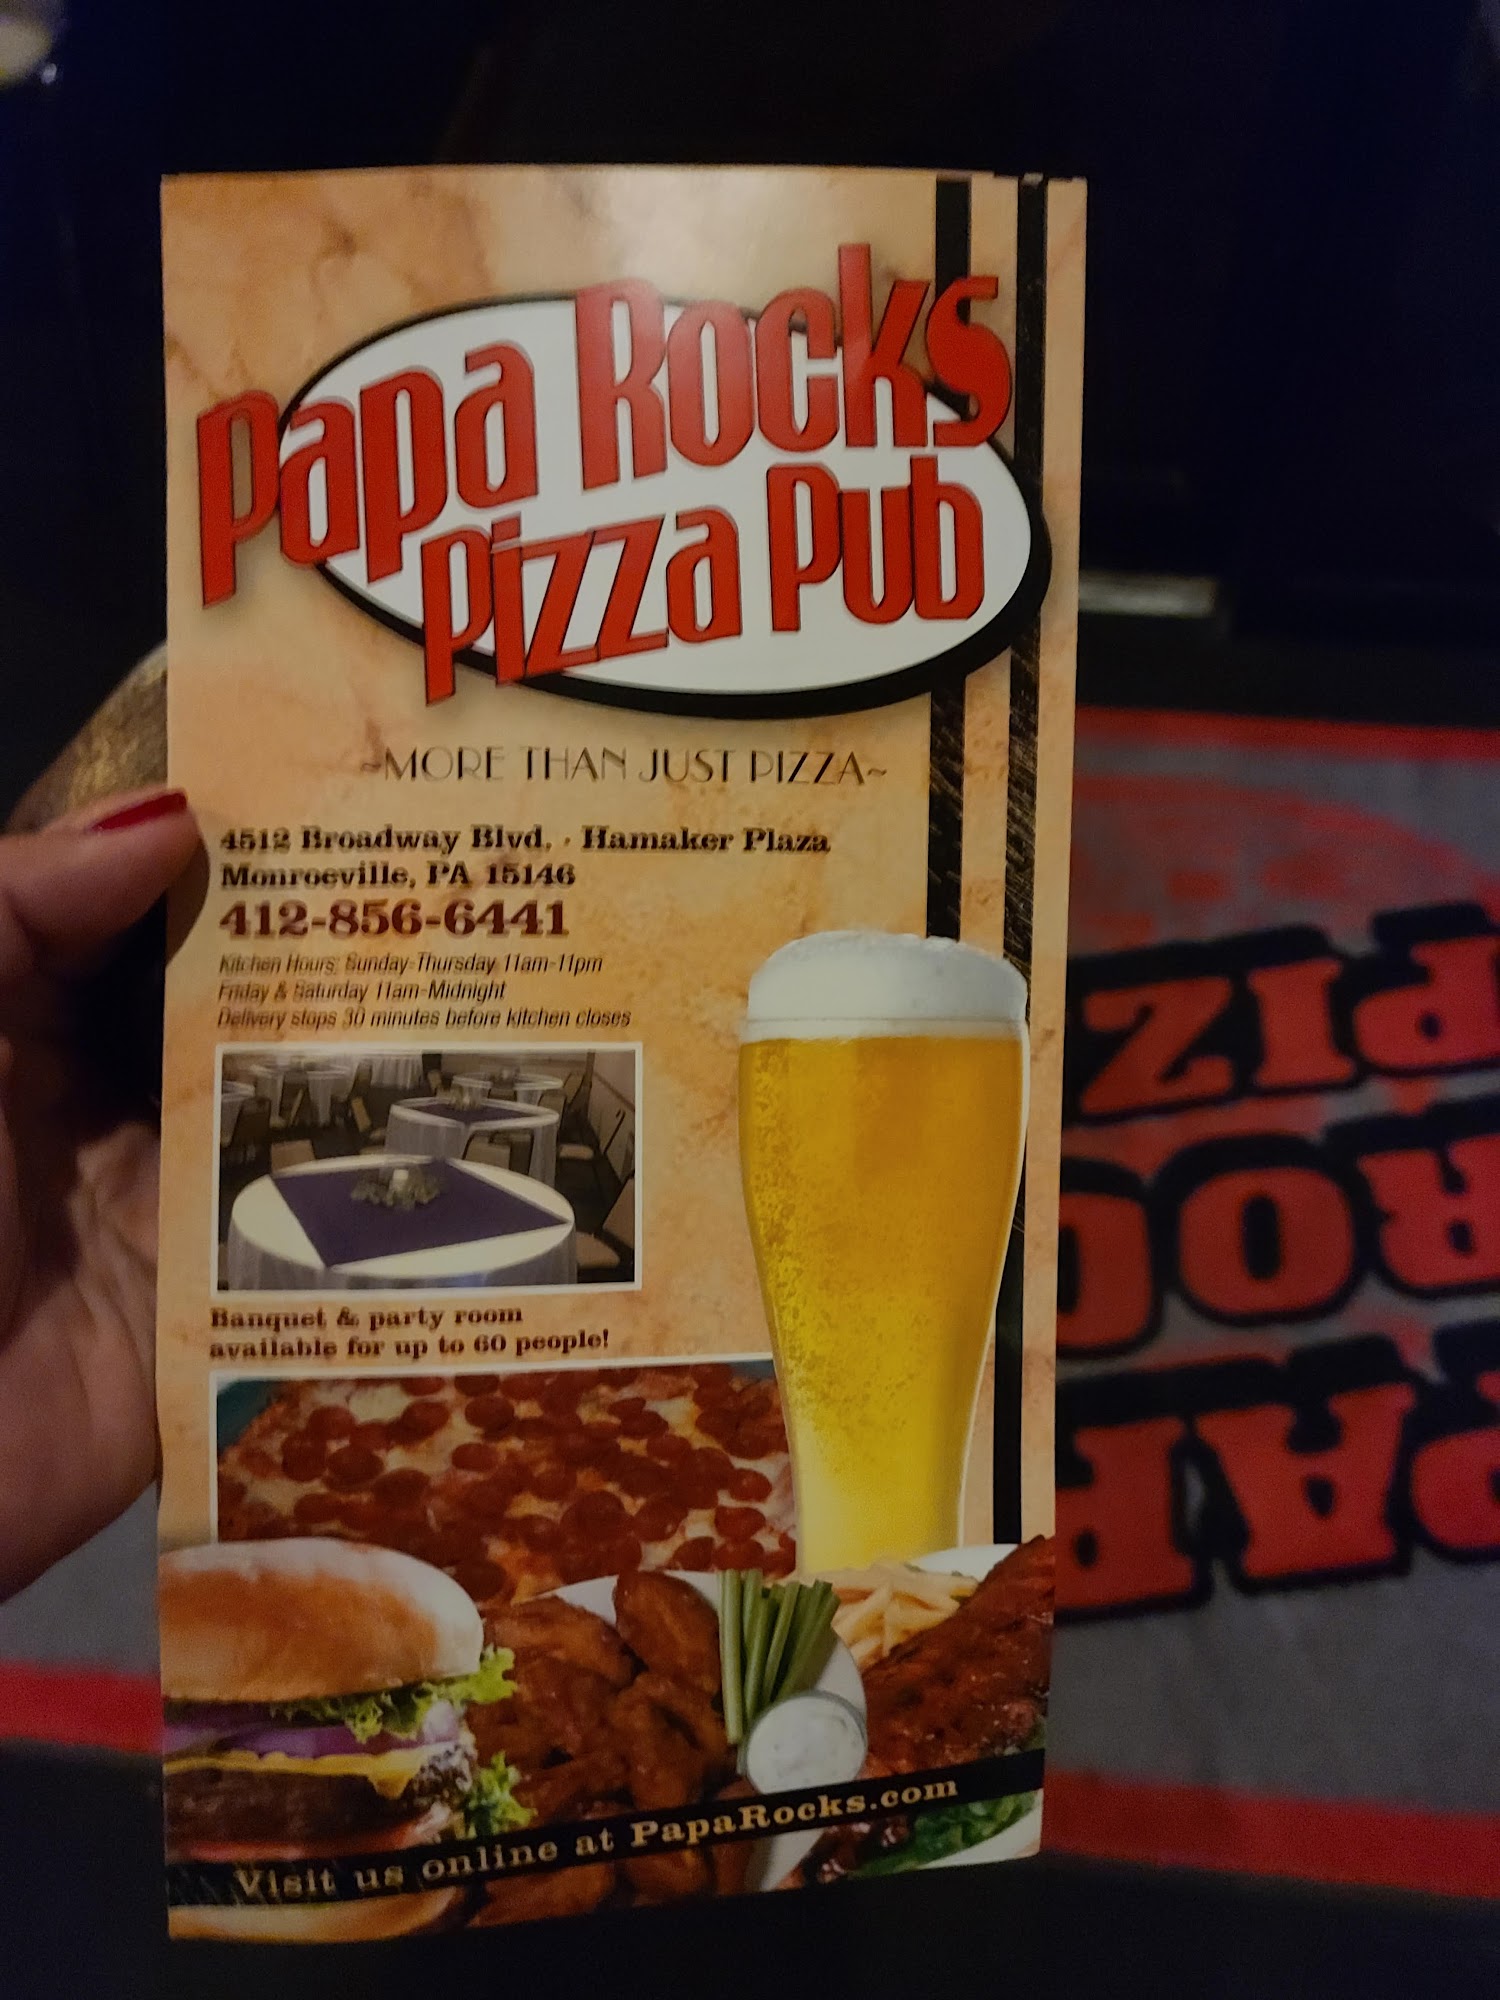 Papa Rocks
Pizza Pub
~MORE THAN JUST PIZZA~
4512 Broadway Blvd. · Hamaker Plaza
Monroeville, PA 15146
412-856-6441
Kitchen Hours: Sunday-Thursday 11am-11pm
Friday & Saturday 11am-Midnight
Delivery stops 30 minutes before kitchen closes
Banquet & party room
available for up to 60 people!
Visit us online at PapaRocks.com